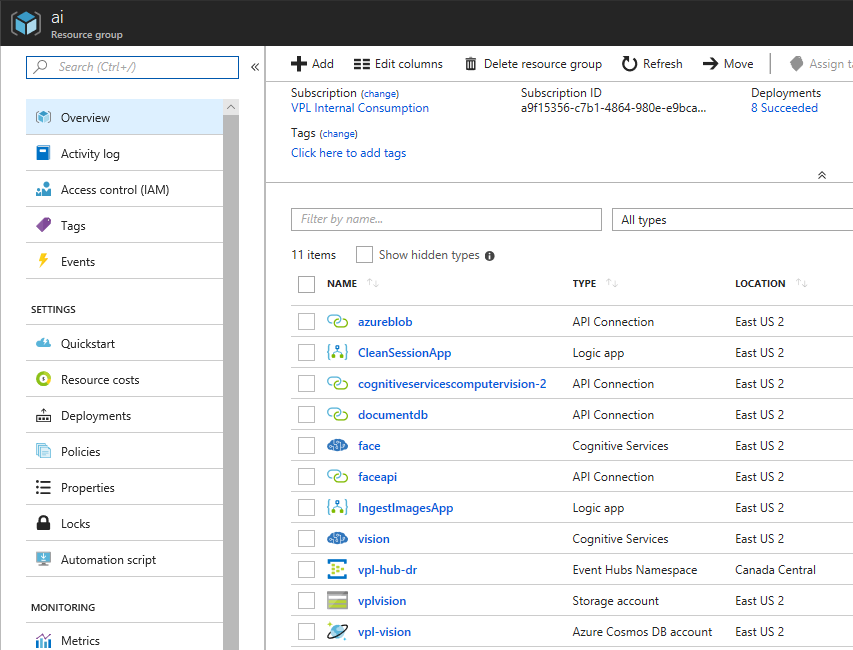 ai
Resource group
Search (Ctrl+/)
«
Overview
Activity log
Access control (IAM)
Tags
Events
SETTINGS
Quickstart
Resource costs
Deployments
Policies
Properties
Locks
Automation script
MONITORING
Metrics
Add Edit columns Delete resource group Refresh Move Assign ta
Subscription (change) Subscription ID Deployments
VPL Internal Consumption a9f15356-c7b1-4864-980e-e9bca... 8 Succeeded
Tags (change)
Click here to add tags
Filter by name... All types
11 items Show hidden types
NAME TYPE LOCATION
azureblob API Connection East US 2
CleanSessionApp Logic app East US 2
cognitiveservicescomputervision-2 API Connection East US 2
documentdb API Connection East US 2
face Cognitive Services East US 2
faceapi API Connection East US 2
IngestImagesApp Logic app East US 2
vision Cognitive Services East US 2
vpl-hub-dr Event Hubs Namespace Canada Central
vplvision Storage account East US 2
vpl-vision Azure Cosmos DB account East US 2